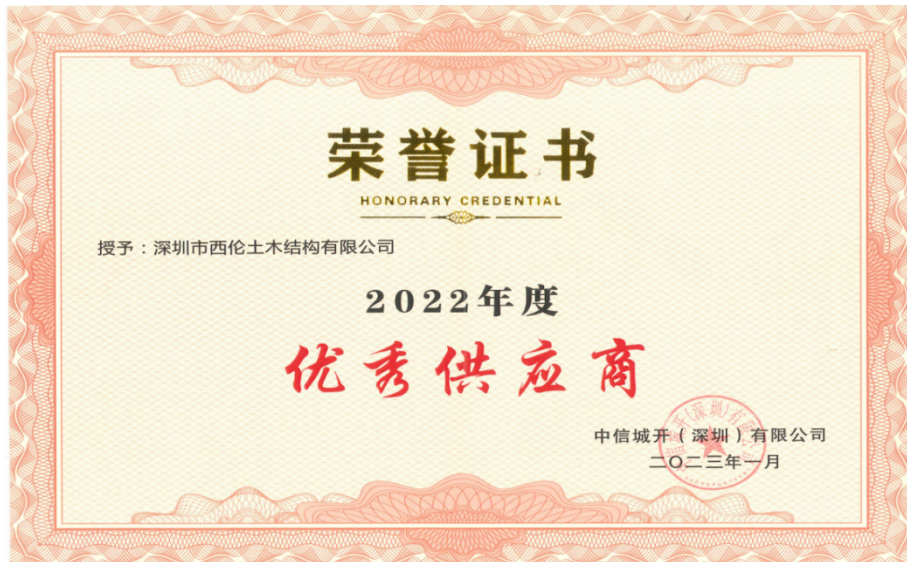 荣誉证书
HONORARY CREDENTIAL
授予：深圳市西伦土木结构有限公司
2022年度
优秀供应商
中信城开（深圳）有限公司
二〇二三年一月